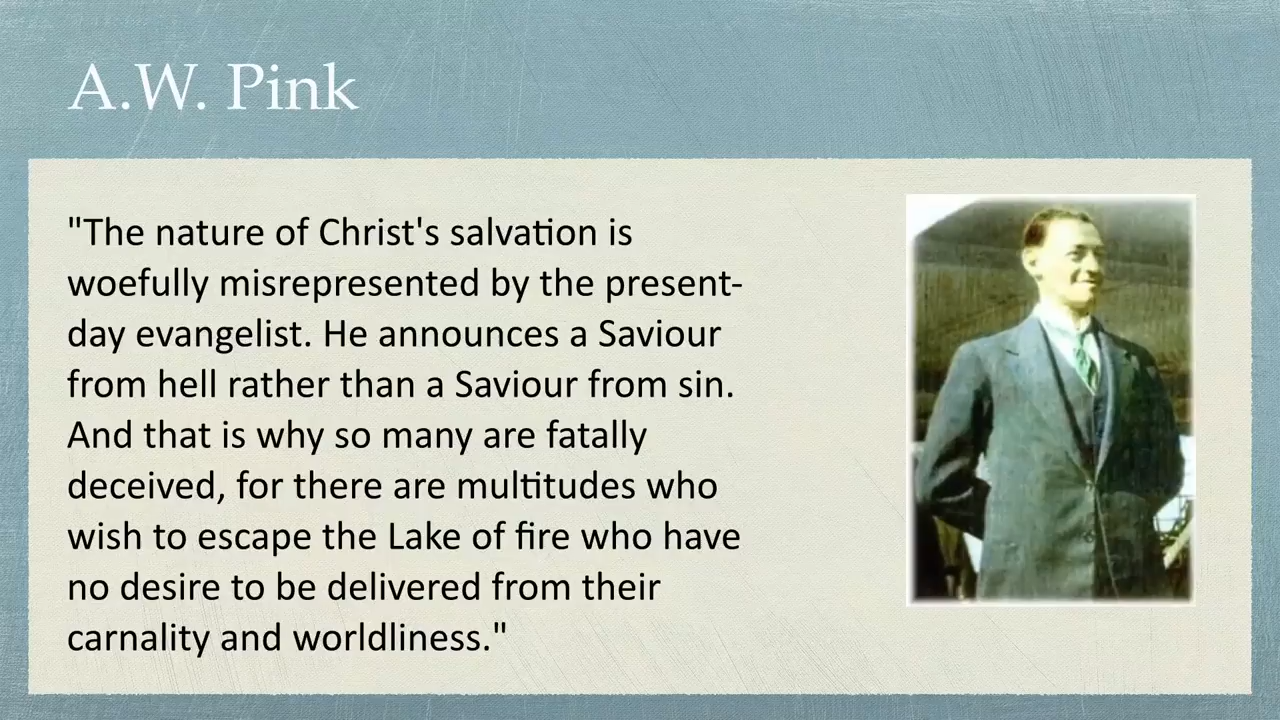 A.W. Pink
"The nature of Christ's salvation is
woefully misrepresented by the present-
day evangelist. He announces a Saviour
from hell rather than a Saviour from sin.
And that is why so many are fatally
deceived, for there are multitudes who
wish to escape the Lake of fire who have
no desire to be delivered from their
carnality and worldliness."